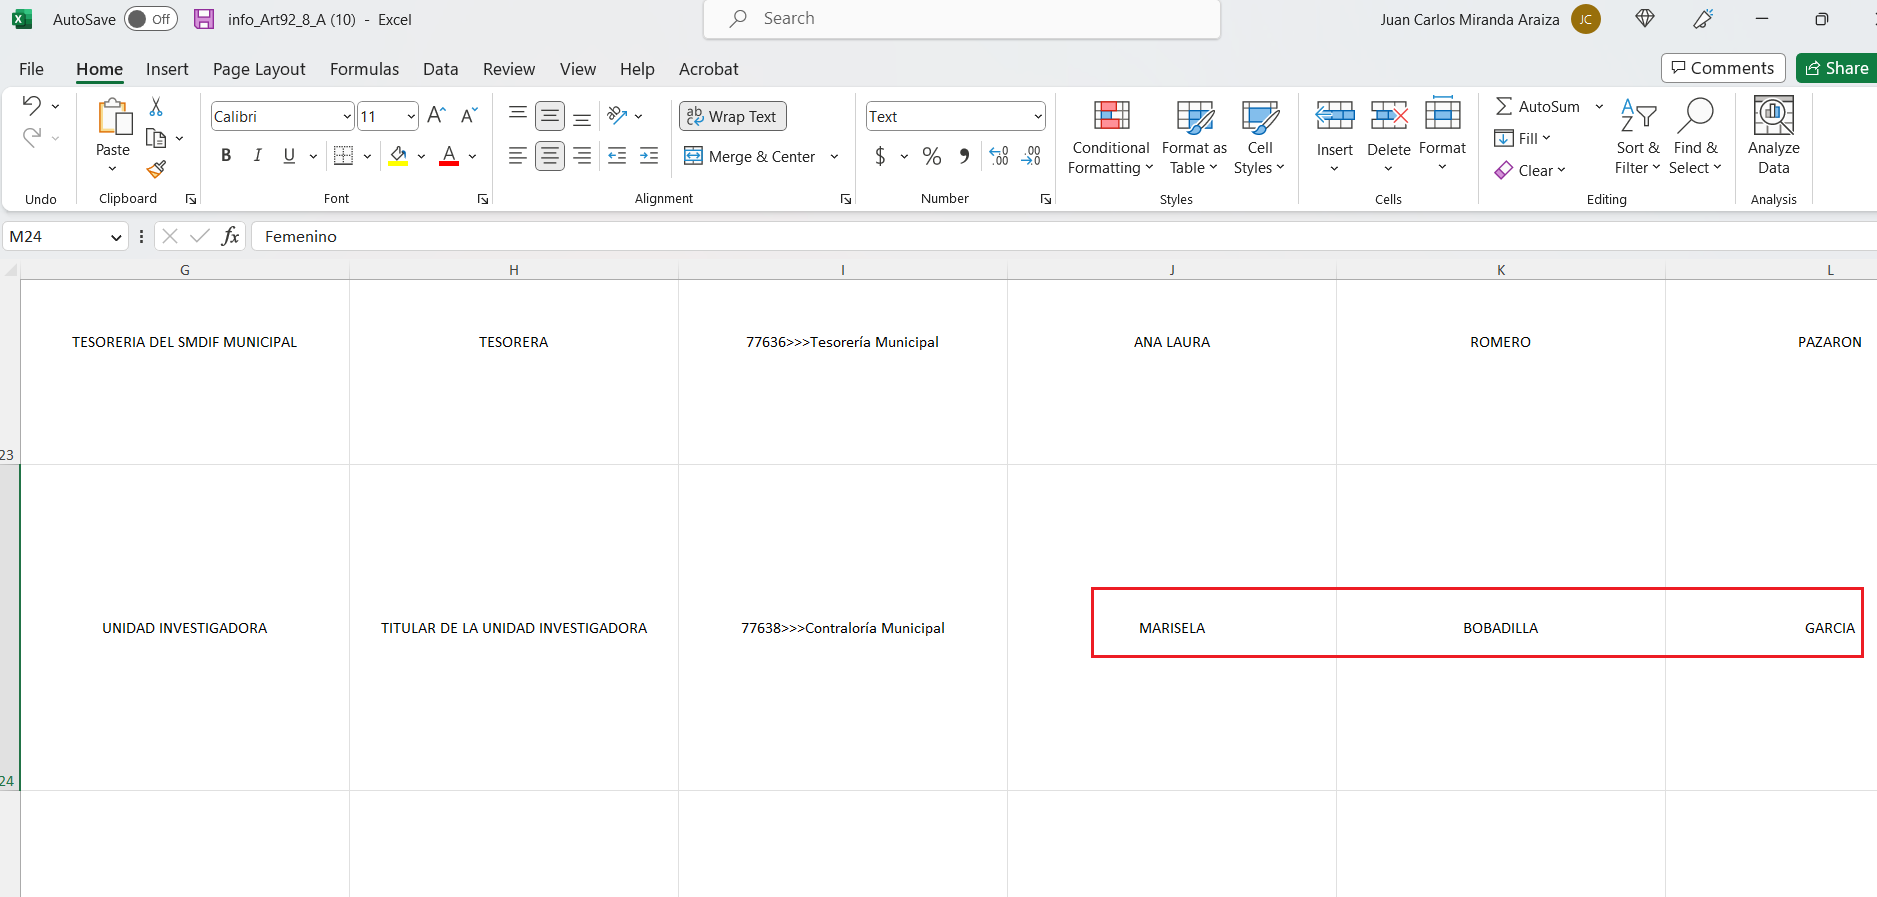 AutoSave Off info_Art92_8_A (10) - Excel Search Juan Carlos Miranda Araiza JC
File Home Insert Page Layout Formulas Data Review View Help Acrobat Comments Share
Calibri 11 ab Wrap Text Text AutoSum
Paste Conditional Formatting Format as Table Cell Styles Insert Delete Format Fill Sort & Filter Find & Select Analyze Data
B I U A Merge & Center $ % Clear
Undo Clipboard Font Alignment Number Styles Cells Editing Analysis
M24 fx Femenino
G H I J K L
TESORERIA DEL SMDIF MUNICIPAL TESORERA 77636>>>Tesorería Municipal ANA LAURA ROMERO PAZARON
23
UNIDAD INVESTIGADORA TITULAR DE LA UNIDAD INVESTIGADORA 77638>>>Contraloría Municipal MARISELA BOBADILLA GARCIA
24